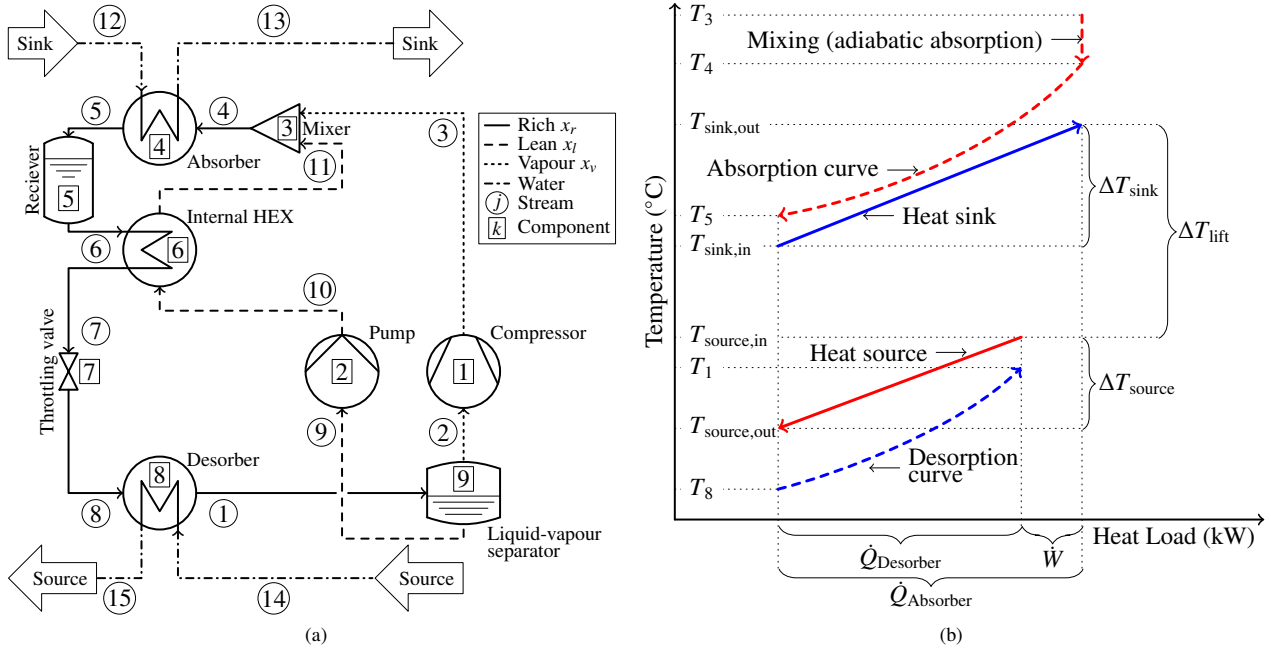 12
13
Sink
Sink
5
4
3
3
Mixer
4
Absorber
11
Reciever
5
Internal HEX
6
6
Rich x_r
Lean x_l
Vapour x_v
Water
j Stream
k Component
10
7
Throttling valve
7
Pump
Compressor
2
1
9
2
8
Desorber
9
8
1
Liquid-vapour
separator
Source
Source
15
14
(a)
Temperature (°C)
T_3
Mixing (adiabatic absorption)
T_4
T_sink,out
Absorption curve
ΔT_sink
T_5
Heat sink
T_sink,in
ΔT_lift
T_source,in
Heat source
T_1
ΔT_source
T_source,out
Desorption
curve
T_8
Heat Load (kW)
Q̇_Desorber
Ẇ
Q̇_Absorber
(b)